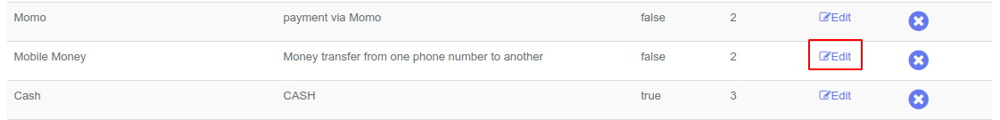 Momo payment via Momo false 2 Edit
Mobile Money Money transfer from one phone number to another false 2 Edit
Cash CASH true 3 Edit